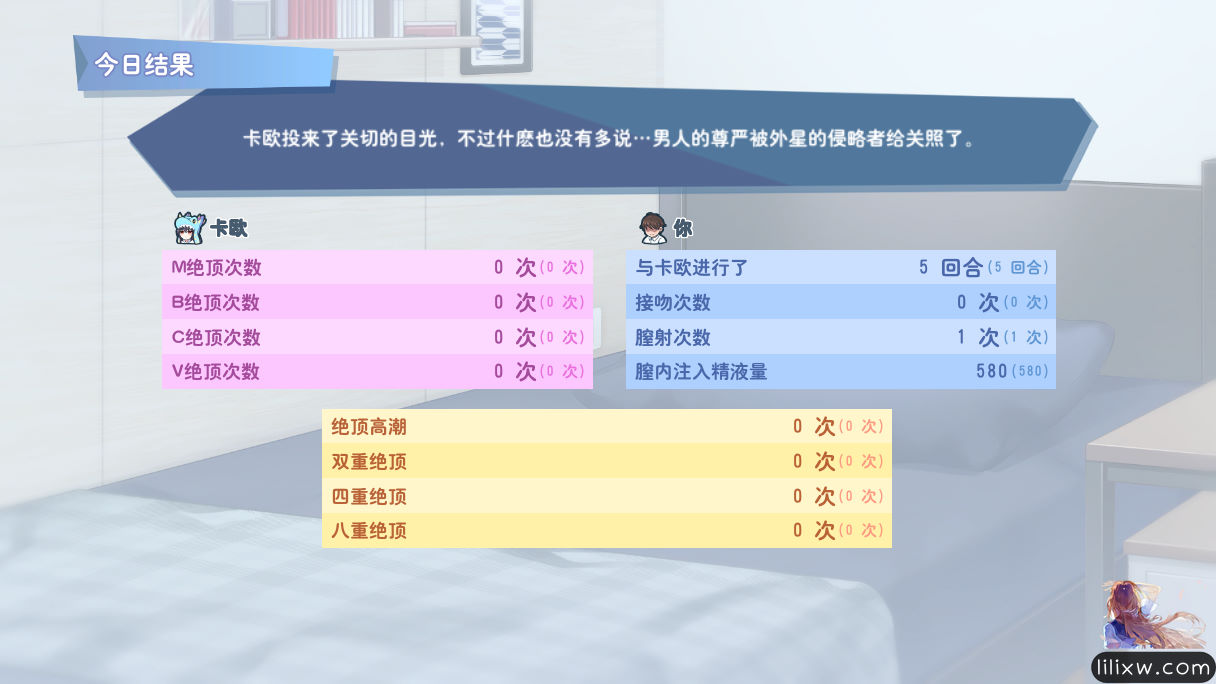 今日结果
卡欧投来了关切的目光，不过什麽也没有多说…男人的尊严被外星的侵略者给关照了。
卡欧
M绝顶次数 0 次(0 次)
B绝顶次数 0 次(0 次)
C绝顶次数 0 次(0 次)
V绝顶次数 0 次(0 次)
你
与卡欧进行了 5 回合(5 回合)
接吻次数 0 次(0 次)
膣射次数 1 次(1 次)
膣内注入精液量 580(580)
绝顶高潮 0 次(0 次)
双重绝顶 0 次(0 次)
四重绝顶 0 次(0 次)
八重绝顶 0 次(0 次)
lilixw.com